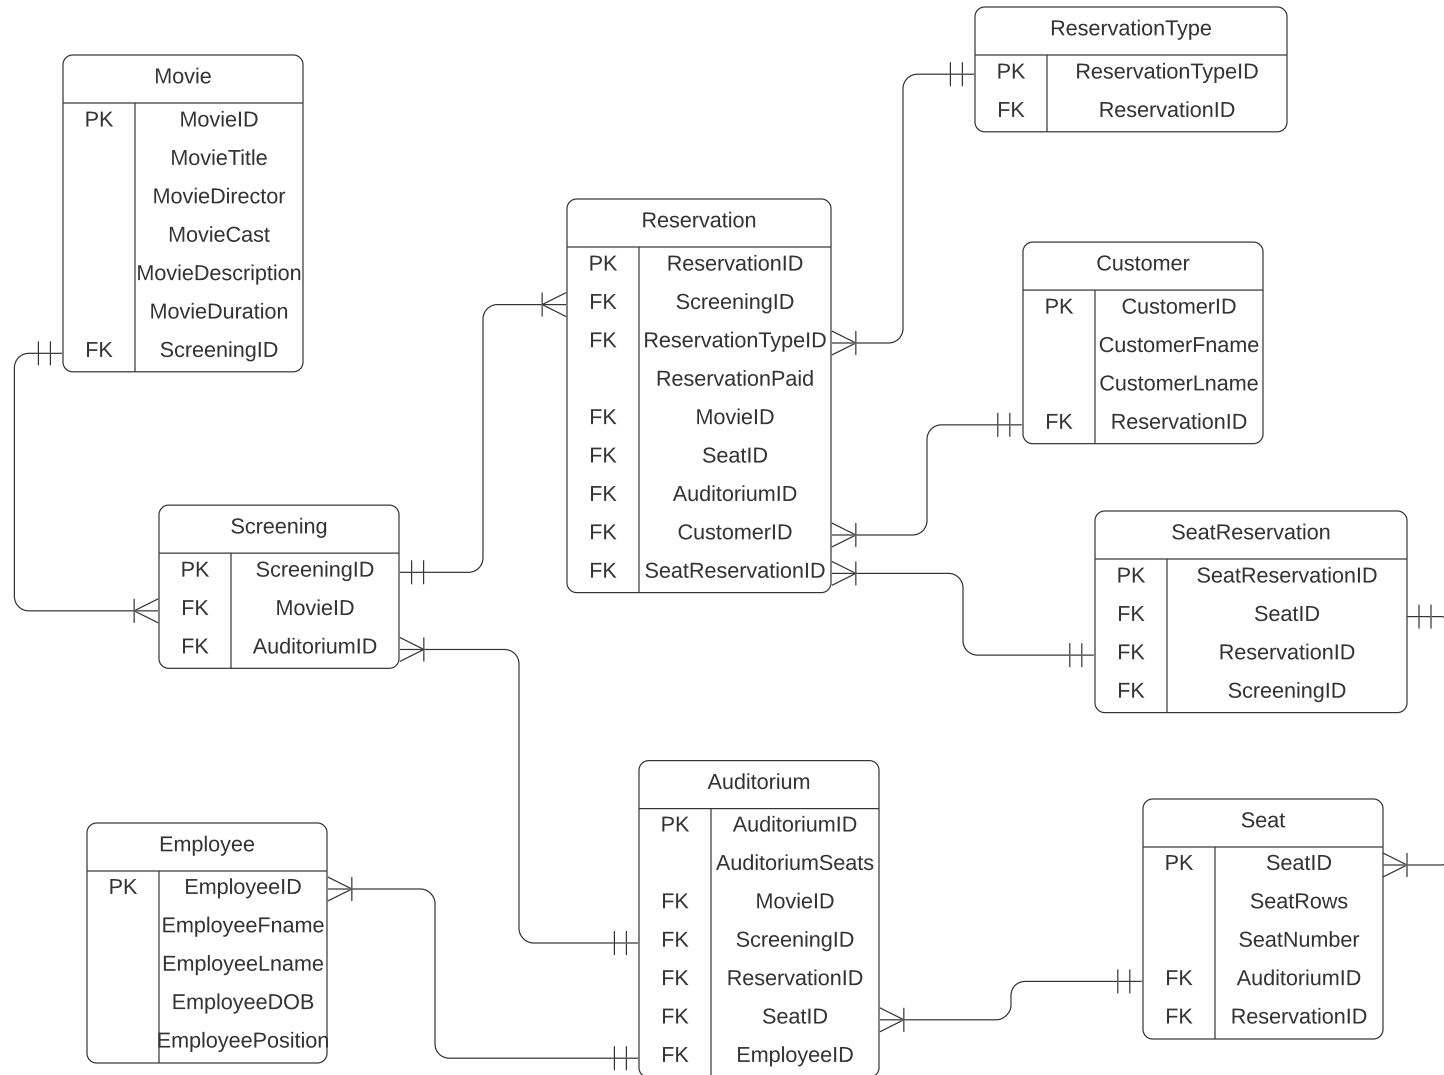 ReservationType
PK ReservationTypeID
FK ReservationID
Movie
PK MovieID
MovieTitle
MovieDirector
MovieCast
MovieDescription
MovieDuration
FK ScreeningID
Reservation
PK ReservationID
FK ScreeningID
FK ReservationTypeID
ReservationPaid
FK MovieID
FK SeatID
FK AuditoriumID
FK CustomerID
FK SeatReservationID
Customer
PK CustomerID
CustomerFname
CustomerLname
FK ReservationID
Screening
PK ScreeningID
FK MovieID
FK AuditoriumID
SeatReservation
PK SeatReservationID
FK SeatID
FK ReservationID
FK ScreeningID
Auditorium
PK AuditoriumID
AuditoriumSeats
FK MovieID
FK ScreeningID
FK ReservationID
FK SeatID
FK EmployeeID
Seat
PK SeatID
SeatRows
SeatNumber
FK AuditoriumID
FK ReservationID
Employee
PK EmployeeID
EmployeeFname
EmployeeLname
EmployeeDOB
EmployeePosition